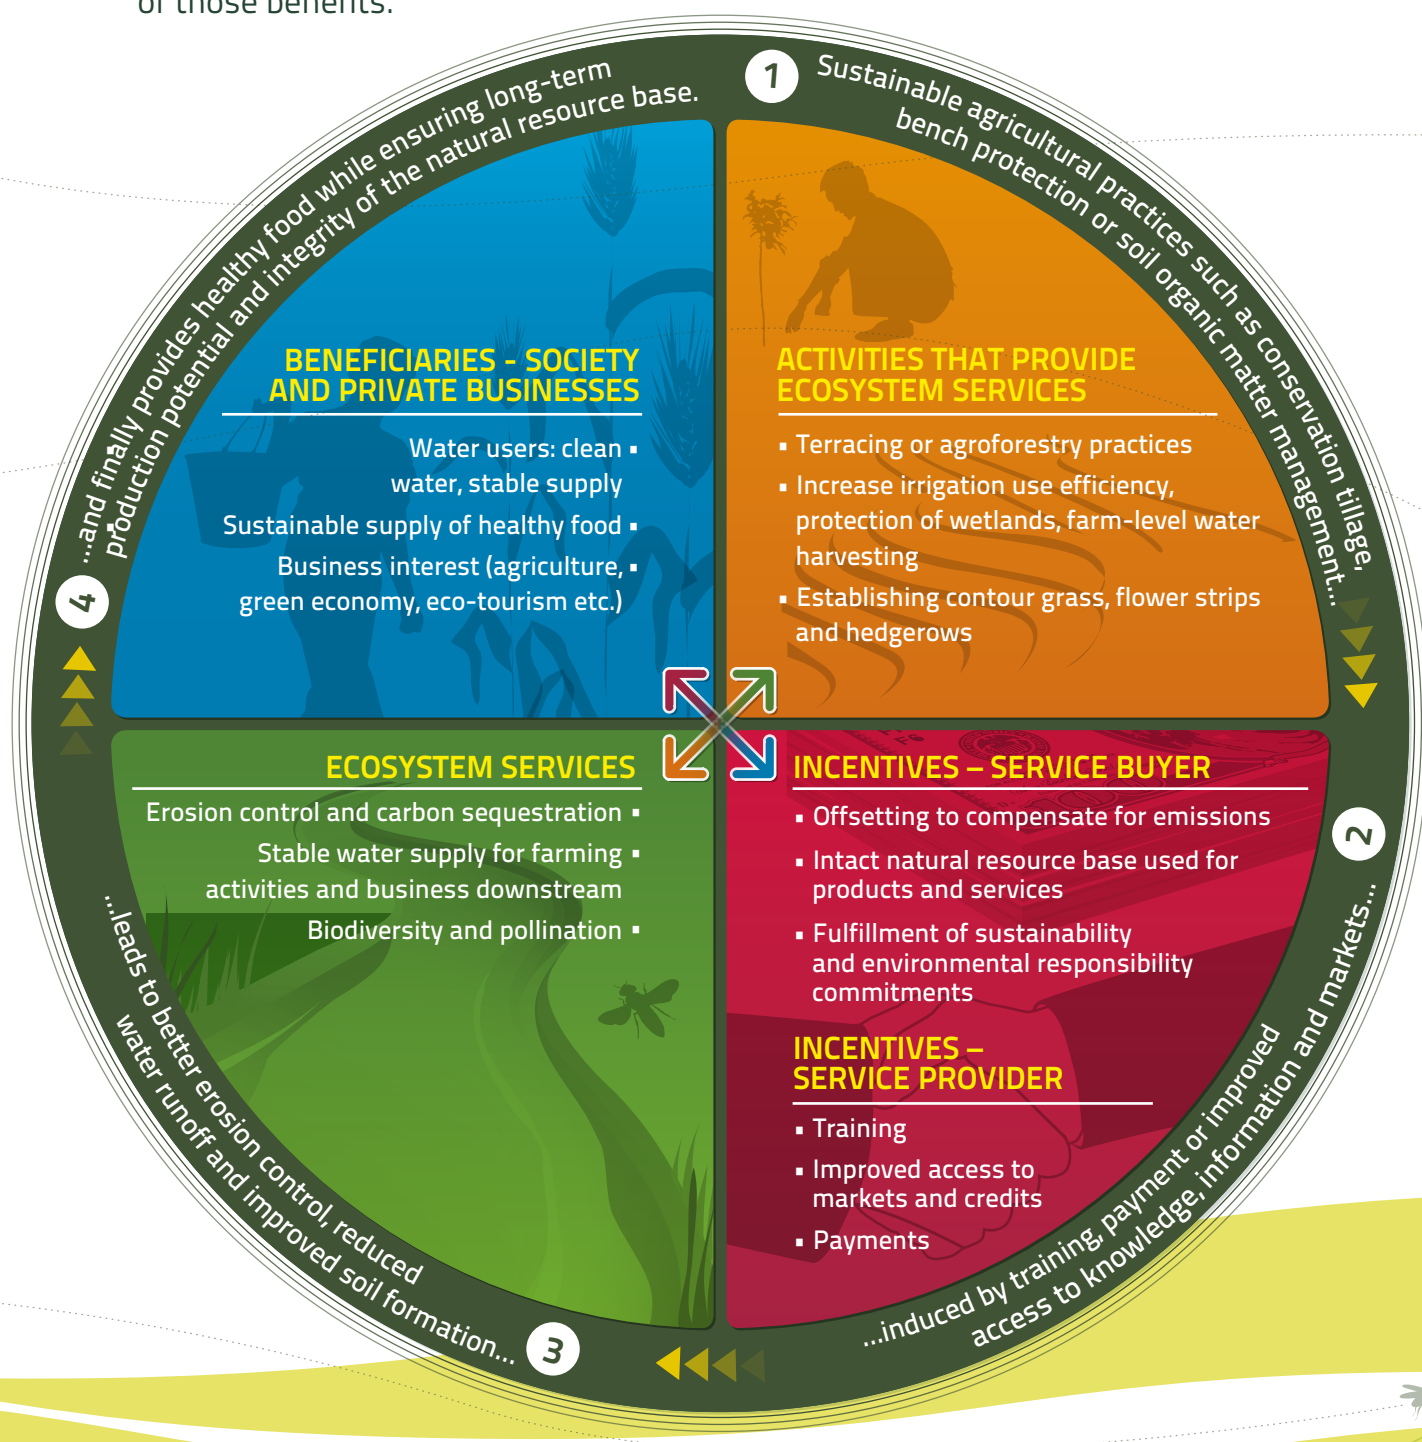 of those benefits.
1
Sustainable agricultural practices such as conservation tillage,
bench protection or soil organic matter management...
ACTIVITIES THAT PROVIDE
ECOSYSTEM SERVICES
▪ Terracing or agroforestry practices
▪ Increase irrigation use efficiency,
protection of wetlands, farm-level water
harvesting
▪ Establishing contour grass, flower strips
and hedgerows
2
...induced by training, payment or improved
access to knowledge, information and markets...
INCENTIVES – SERVICE BUYER
▪ Offsetting to compensate for emissions
▪ Intact natural resource base used for
products and services
▪ Fulfillment of sustainability
and environmental responsibility
commitments
INCENTIVES –
SERVICE PROVIDER
▪ Training
▪ Improved access to
markets and credits
▪ Payments
3
...leads to better erosion control, reduced
water runoff and improved soil formation...
ECOSYSTEM SERVICES
Erosion control and carbon sequestration ▪
Stable water supply for farming ▪
activities and business downstream
Biodiversity and pollination ▪
4
...and finally provides healthy food while ensuring long-term
production potential and integrity of the natural resource base.
BENEFICIARIES - SOCIETY
AND PRIVATE BUSINESSES
Water users: clean ▪
water, stable supply
Sustainable supply of healthy food ▪
Business interest (agriculture, ▪
green economy, eco-tourism etc.)